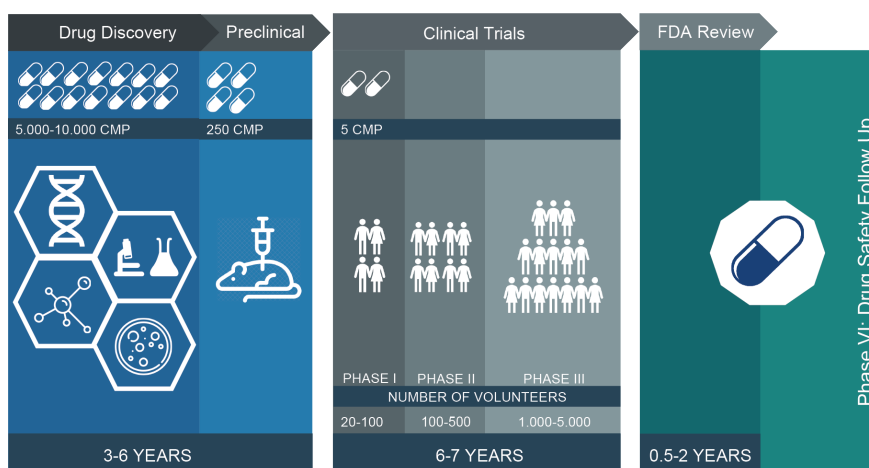 Drug Discovery
Preclinical
Clinical Trials
FDA Review
5.000-10.000 CMP
250 CMP
5 CMP
Phase VI: Drug Safety Follow Up
PHASE I
PHASE II
PHASE III
NUMBER OF VOLUNTEERS
20-100
100-500
1.000-5.000
3-6 YEARS
6-7 YEARS
0.5-2 YEARS